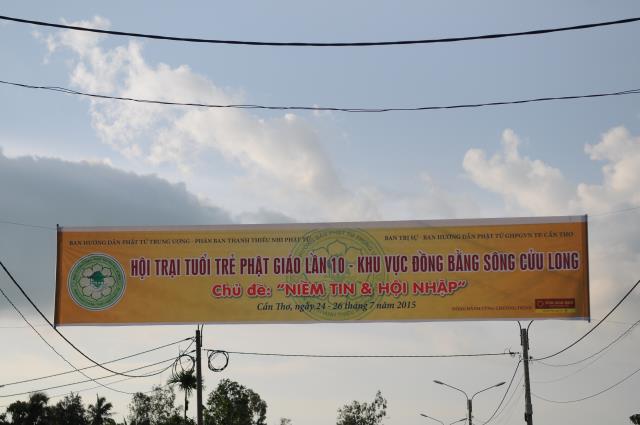 BAN HƯỚNG DẪN PHẬT TỬ TRUNG ƯƠNG - PHÂN BAN THANH THIẾU NHI PHẬT TỬ
BAN TRỊ SỰ - BAN HƯỚNG DẪN PHẬT TỬ GHPGVN TP. CẦN THƠ
HỘI TRẠI TUỔI TRẺ PHẬT GIÁO LẦN 10 - KHU VỰC ĐỒNG BẰNG SÔNG CỬU LONG
Chủ đề: "NIỀM TIN & HỘI NHẬP"
Cần Thơ, ngày 24 - 26 tháng 7 năm 2015